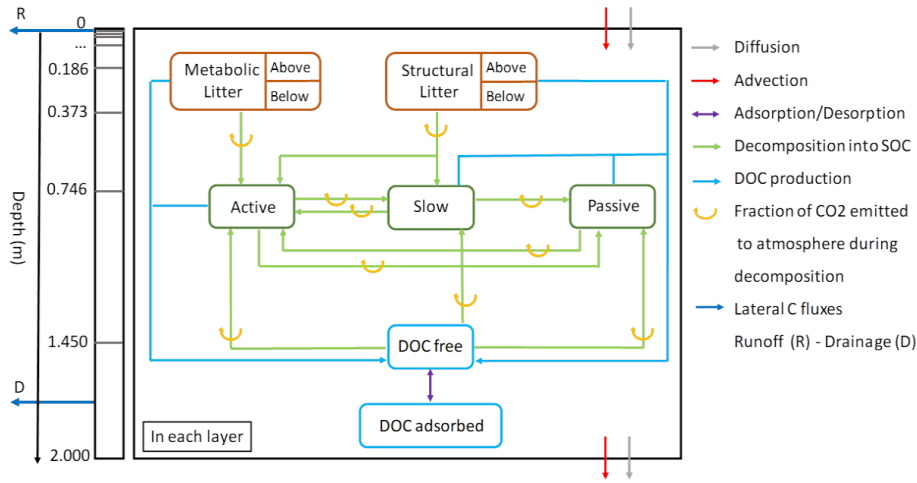 R
0
...
0.186
0.373
0.746
1.450
D
2.000
Depth (m)
Metabolic
Litter
Above
Below
Structural
Litter
Above
Below
Active
Slow
Passive
DOC free
DOC adsorbed
In each layer
Diffusion
Advection
Adsorption/Desorption
Decomposition into SOC
DOC production
Fraction of CO2 emitted
to atmosphere during
decomposition
Lateral C fluxes
Runoff (R) - Drainage (D)